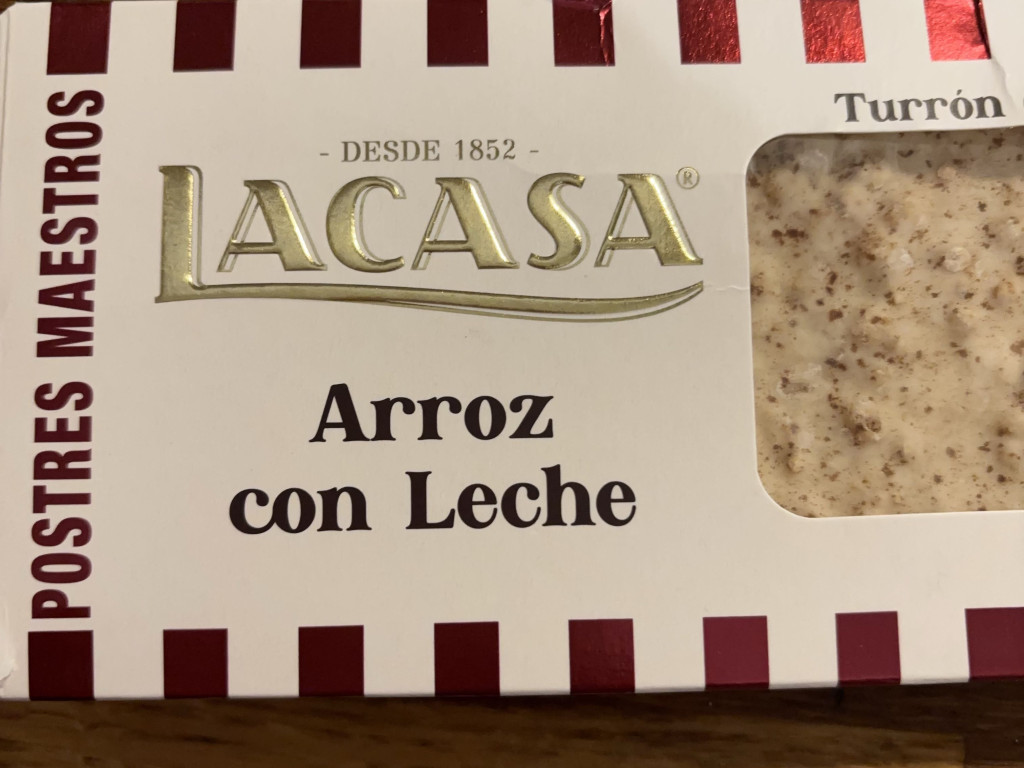 POSTRES MAESTROS
Turrón
- DESDE 1852 -
LACASA®
Arroz
con Leche